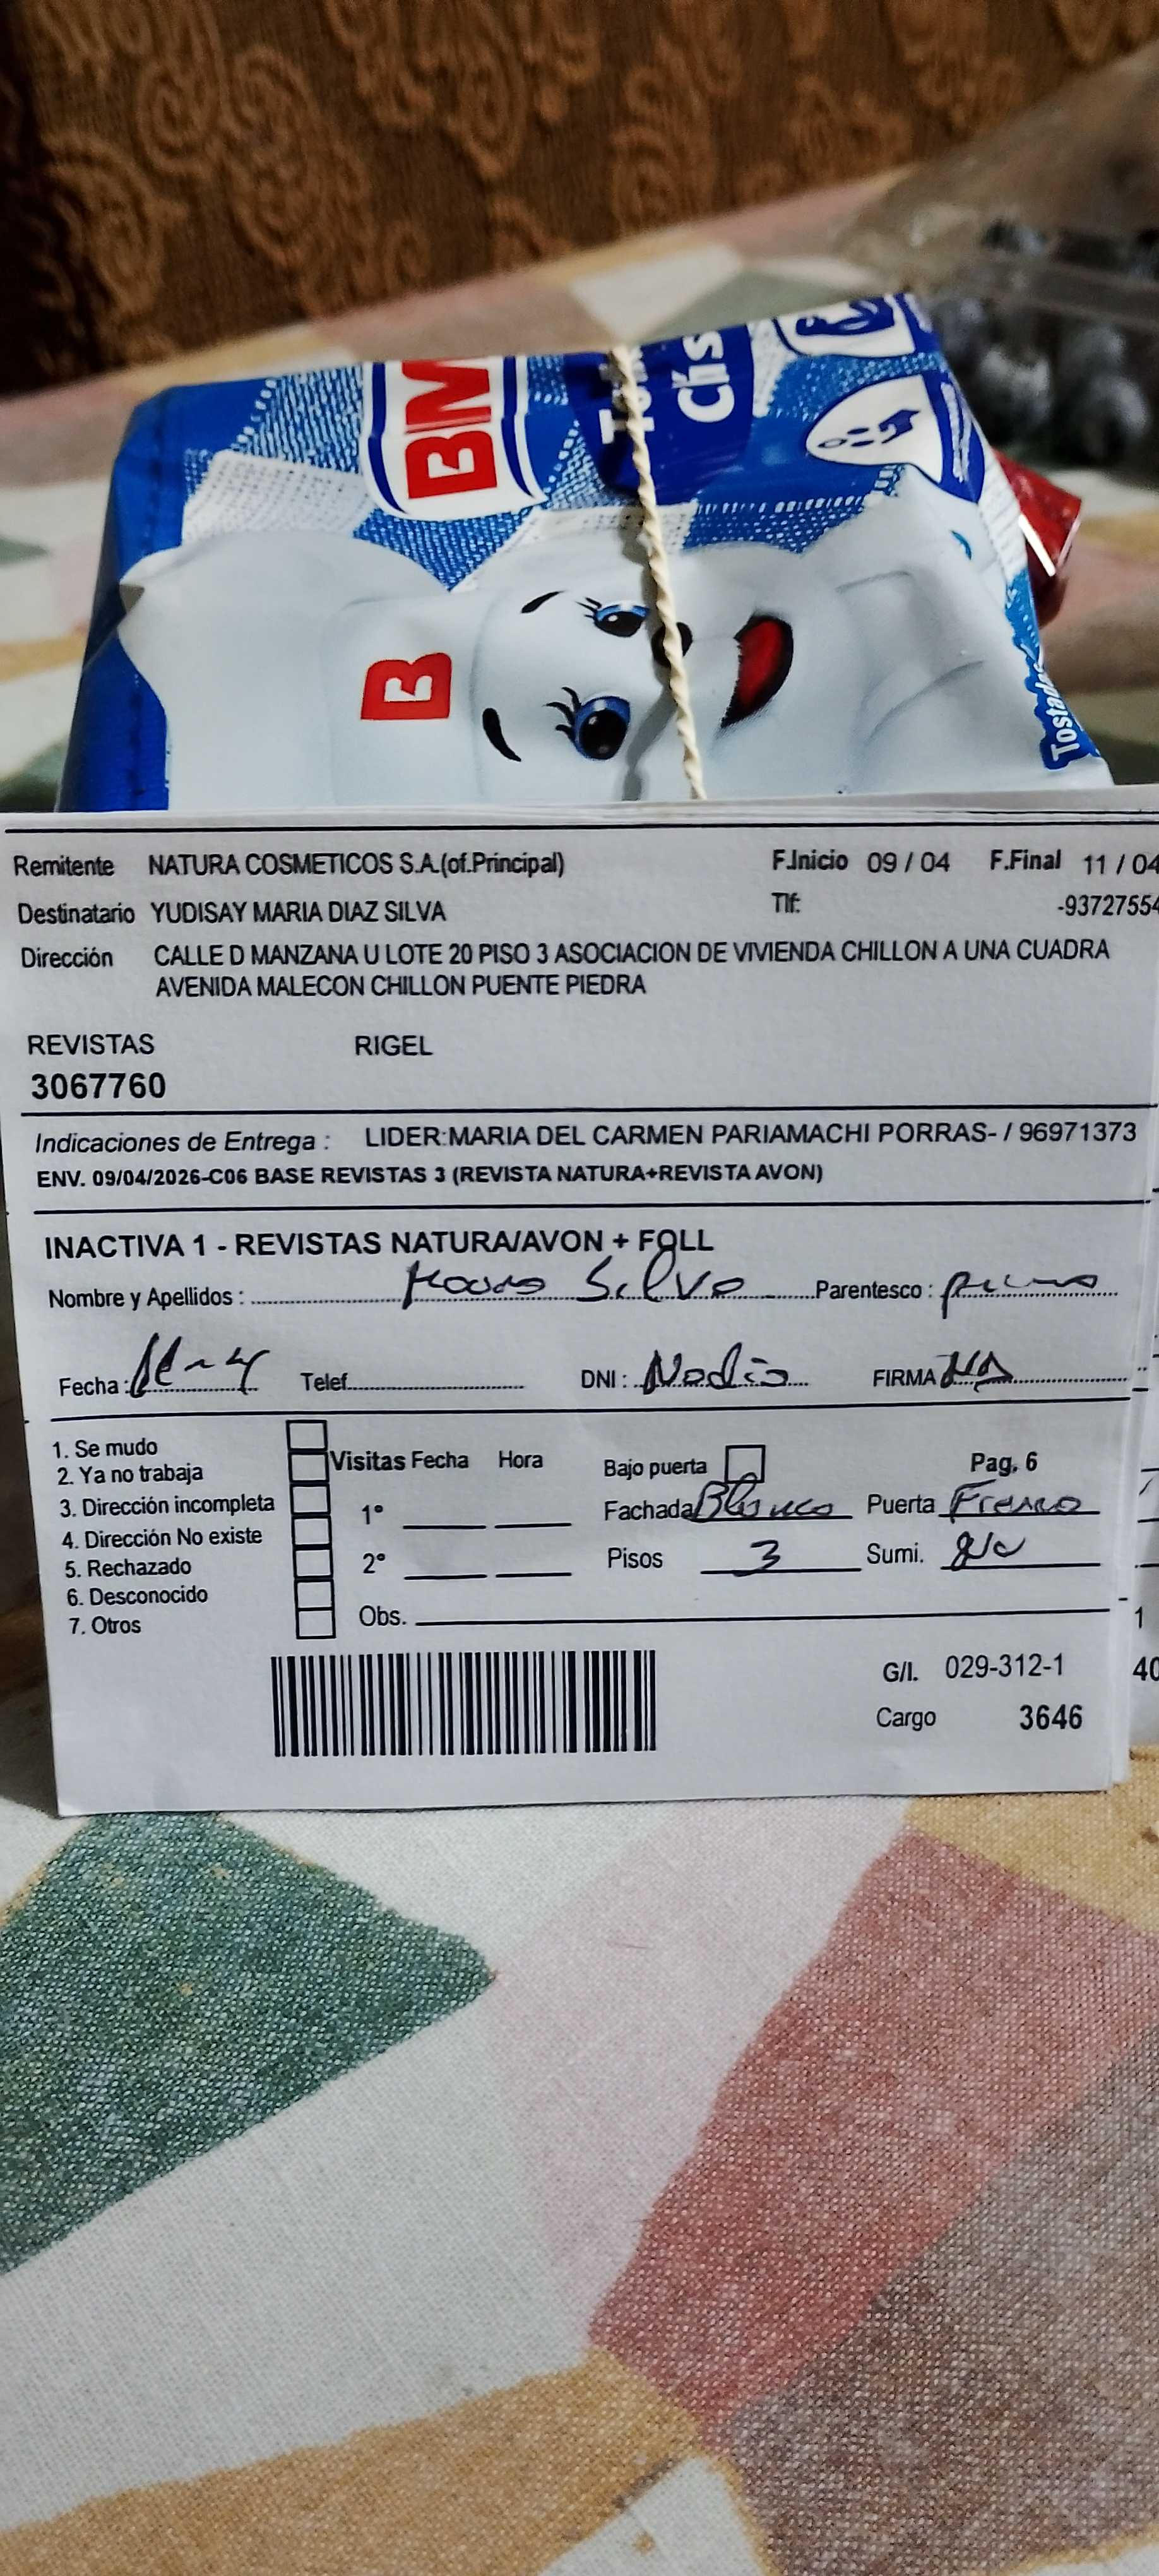 BM
Clás
B
Tostadas
Remitente NATURA COSMETICOS S.A.(of.Principal) F.Inicio 09 / 04 F.Final 11 / 04
Destinatario YUDISAY MARIA DIAZ SILVA Tlf: -93727554
Dirección CALLE D MANZANA U LOTE 20 PISO 3 ASOCIACION DE VIVIENDA CHILLON A UNA CUADRA
AVENIDA MALECON CHILLON PUENTE PIEDRA
REVISTAS RIGEL
3067760
Indicaciones de Entrega : LIDER:MARIA DEL CARMEN PARIAMACHI PORRAS- / 96971373
ENV. 09/04/2026-C06 BASE REVISTAS 3 (REVISTA NATURA+REVISTA AVON)
INACTIVA 1 - REVISTAS NATURA/AVON + FOLL
Nombre y Apellidos : Silva Parentesco :
Fecha : Telef. DNI : FIRMA
1. Se mudo
2. Ya no trabaja
3. Dirección incompleta
4. Dirección No existe
5. Rechazado
6. Desconocido
7. Otros
Visitas Fecha Hora
1°
2°
Obs.
Bajo puerta Pag. 6
Fachada Blanco Puerta
Pisos 3 Sumi.
G/I. 029-312-1
Cargo 3646
1
40